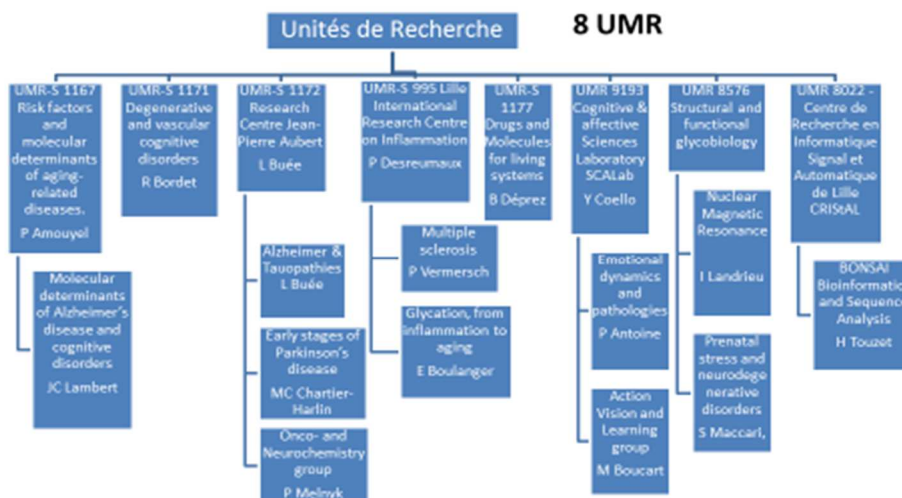 Unités de Recherche
8 UMR
UMR-S 1167
Risk factors and
molecular
determinants
of aging-
related
diseases.
P Amouyel
Molecular
determinants
of Alzheimer's
disease and
cognitive
disorders
JC Lambert
UMR-S 1171
Degenerative
and vascular
cognitive
disorders
R Bordet
UMR-S 1172
Research
Centre Jean-
Pierre Aubert
L Buée
Alzheimer &
Tauopathies
L Buée
Early stages of
Parkinson's
disease
MC Chartier-
Harlin
Onco- and
Neurochemistry
group
P Melnyk
UMR-S 995 Lille
International
Research Centre
on Inflammation
P Desreumaux
Multiple
sclerosis
P Vermersch
Glycation, from
inflammation to
aging
E Boulanger
UMR-S
1177
Drugs and
Molecules
for living
systems
B Déprez
UMR 9193
Cognitive &
affective
Sciences
Laboratory
SCALab
Y Coello
Emotional
dynamics
and
pathologies
P Antoine
Action
Vision and
Learning
group
M Boucart
UMR 8576
Structural and
functional
glycobiology
Nuclear
Magnetic
Resonance
I Landrieu
Prenatal
stress and
neurodege
nerative
disorders
S Maccari,
UMR 8022 -
Centre de
Recherche en
Informatique
Signal et
Automatique
de Lille
CRIStAL
BONSAI
Bioinformatics
and Sequence
Analysis
H Touzet